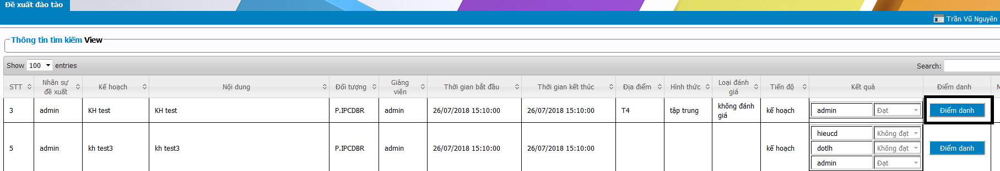 Đề xuất đào tạo
Trần Vũ Nguyên
Thông tin tìm kiếm View
Show 100 entries
Search:
STT Nhân sự đề xuất Kế hoạch Nội dung Đối tượng Giảng viên Thời gian bắt đầu Thời gian kết thúc Địa điểm Hình thức Loại đánh giá Tiến độ Kết quả Điểm danh
3 admin KH test KH test P.IPCDBR admin 26/07/2018 15:10:00 26/07/2018 15:10:00 T4 tập trung không đánh giá kế hoạch admin Đạt Điểm danh
5 admin kh test3 kh test3 P.IPCDBR admin 26/07/2018 15:10:00 26/07/2018 15:10:00 kế hoạch hieucd Không đạt Điểm danh
dotlh Không đạt
admin Đạt